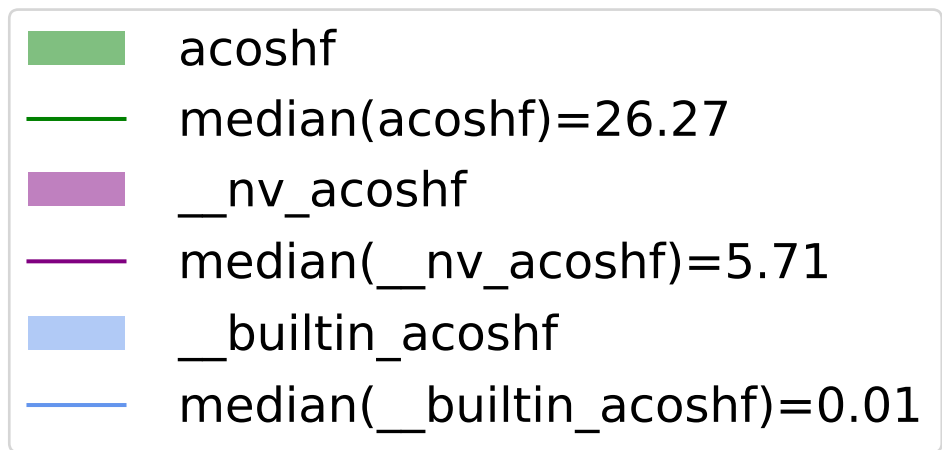 acoshf
median(acoshf)=26.27
__nv_acoshf
median(__nv_acoshf)=5.71
__builtin_acoshf
median(__builtin_acoshf)=0.01